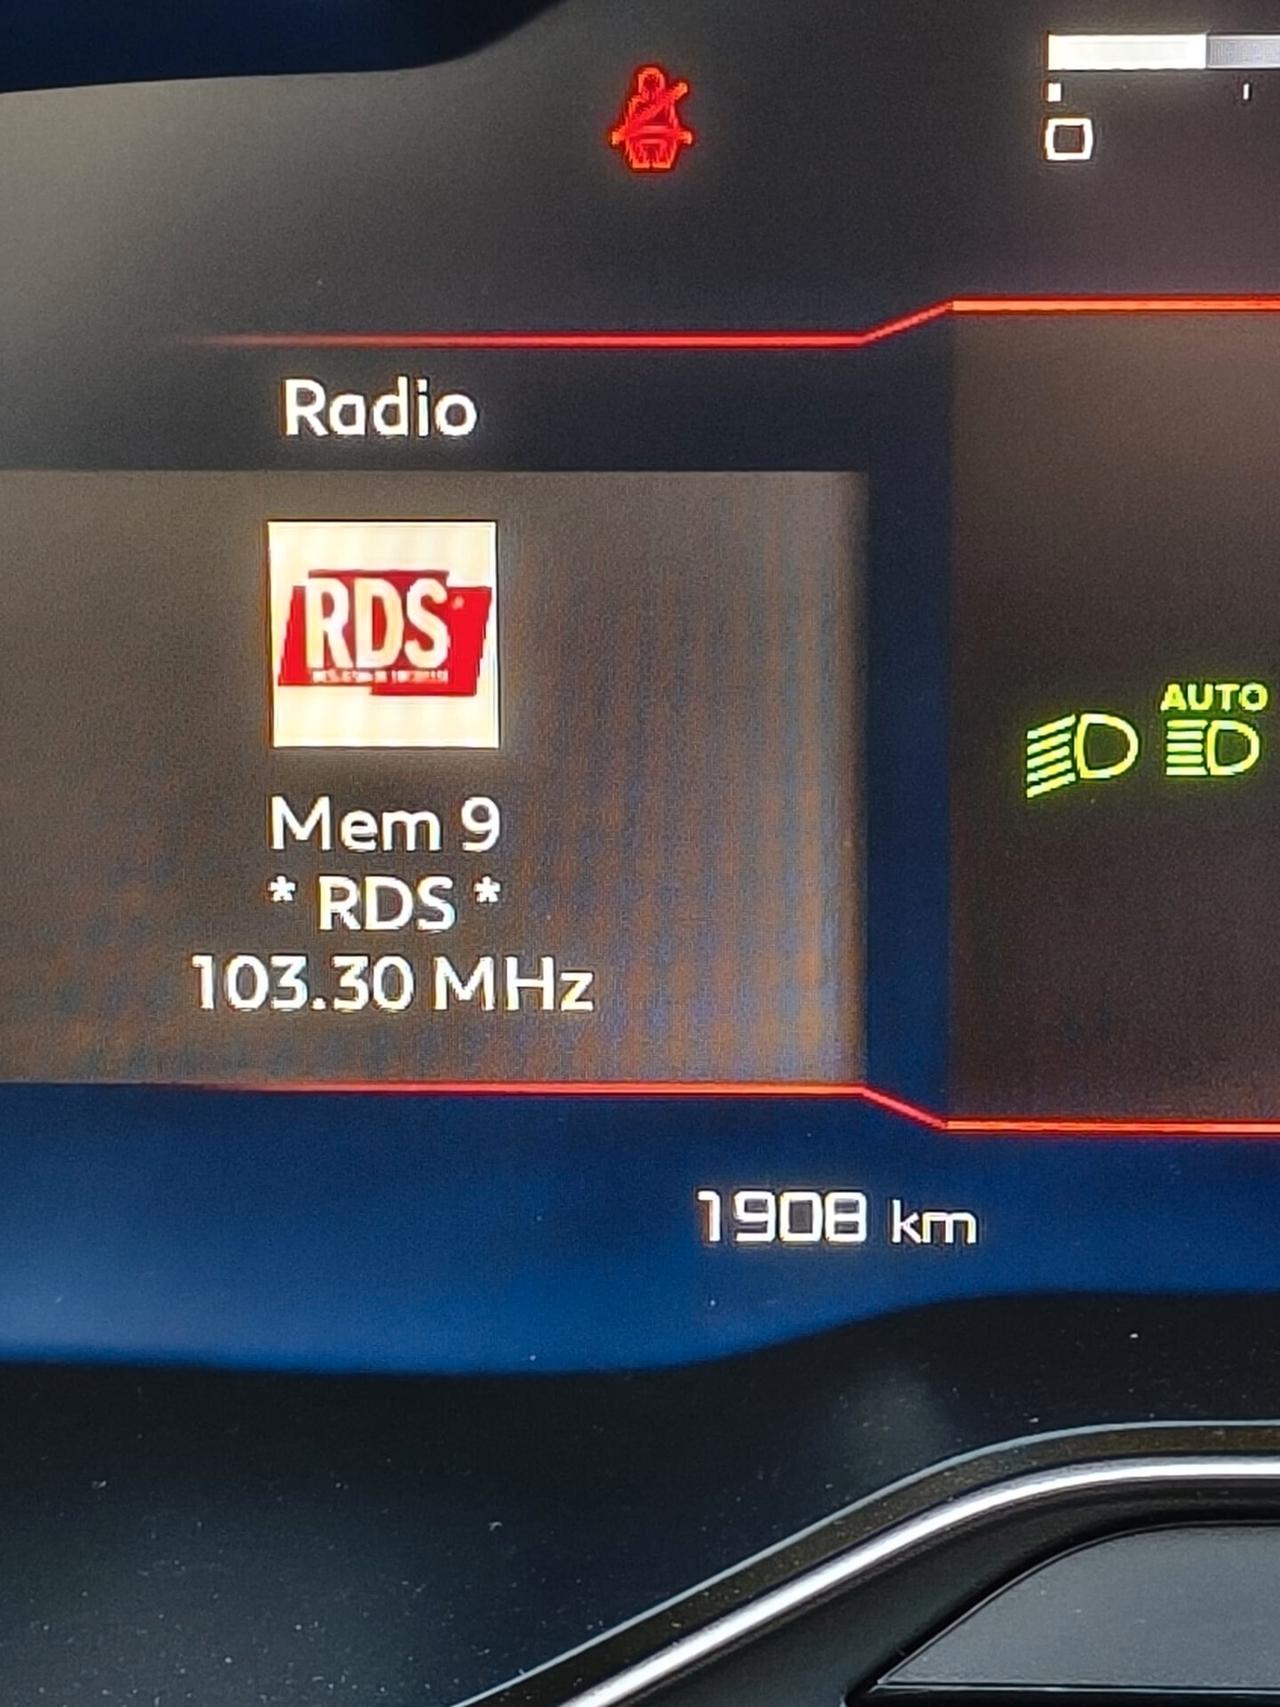 Radio
RDS
AUTO
Mem 9
* RDS *
103.30 MHz
1908 km